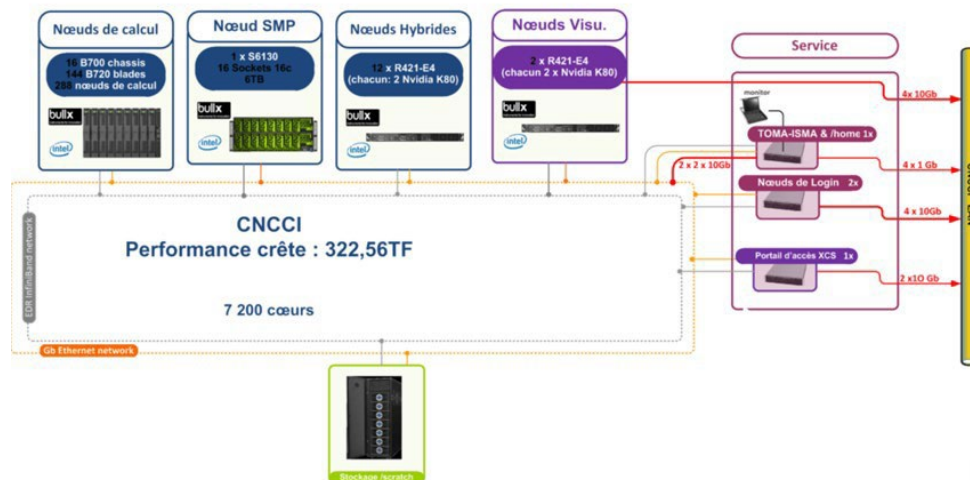 Nœuds de calcul
16 B700 chassis
144 B720 blades
288 nœuds de calcul
bullx
intel
Nœud SMP
1 x S6130
16 Sockets 16c
6TB
bullx
intel
Nœuds Hybrides
12 x R421-E4
(chacun: 2 Nvidia K80)
bullx
intel
Nœuds Visu.
2 x R421-E4
(chacun 2 x Nvidia K80)
bullx
intel
Service
monitor
TOMA-ISMA & /home 1x
Nœuds de Login 2x
Portail d'accès XCS 1x
4x 10Gb
4 x 1 Gb
4 x 10Gb
2 x1O Gb
2 x 2 x 10Gb
CNCCI
Performance crête : 322,56TF
7 200 cœurs
EDR InfiniBand network
Gb Ethernet network
Stockage /scratch